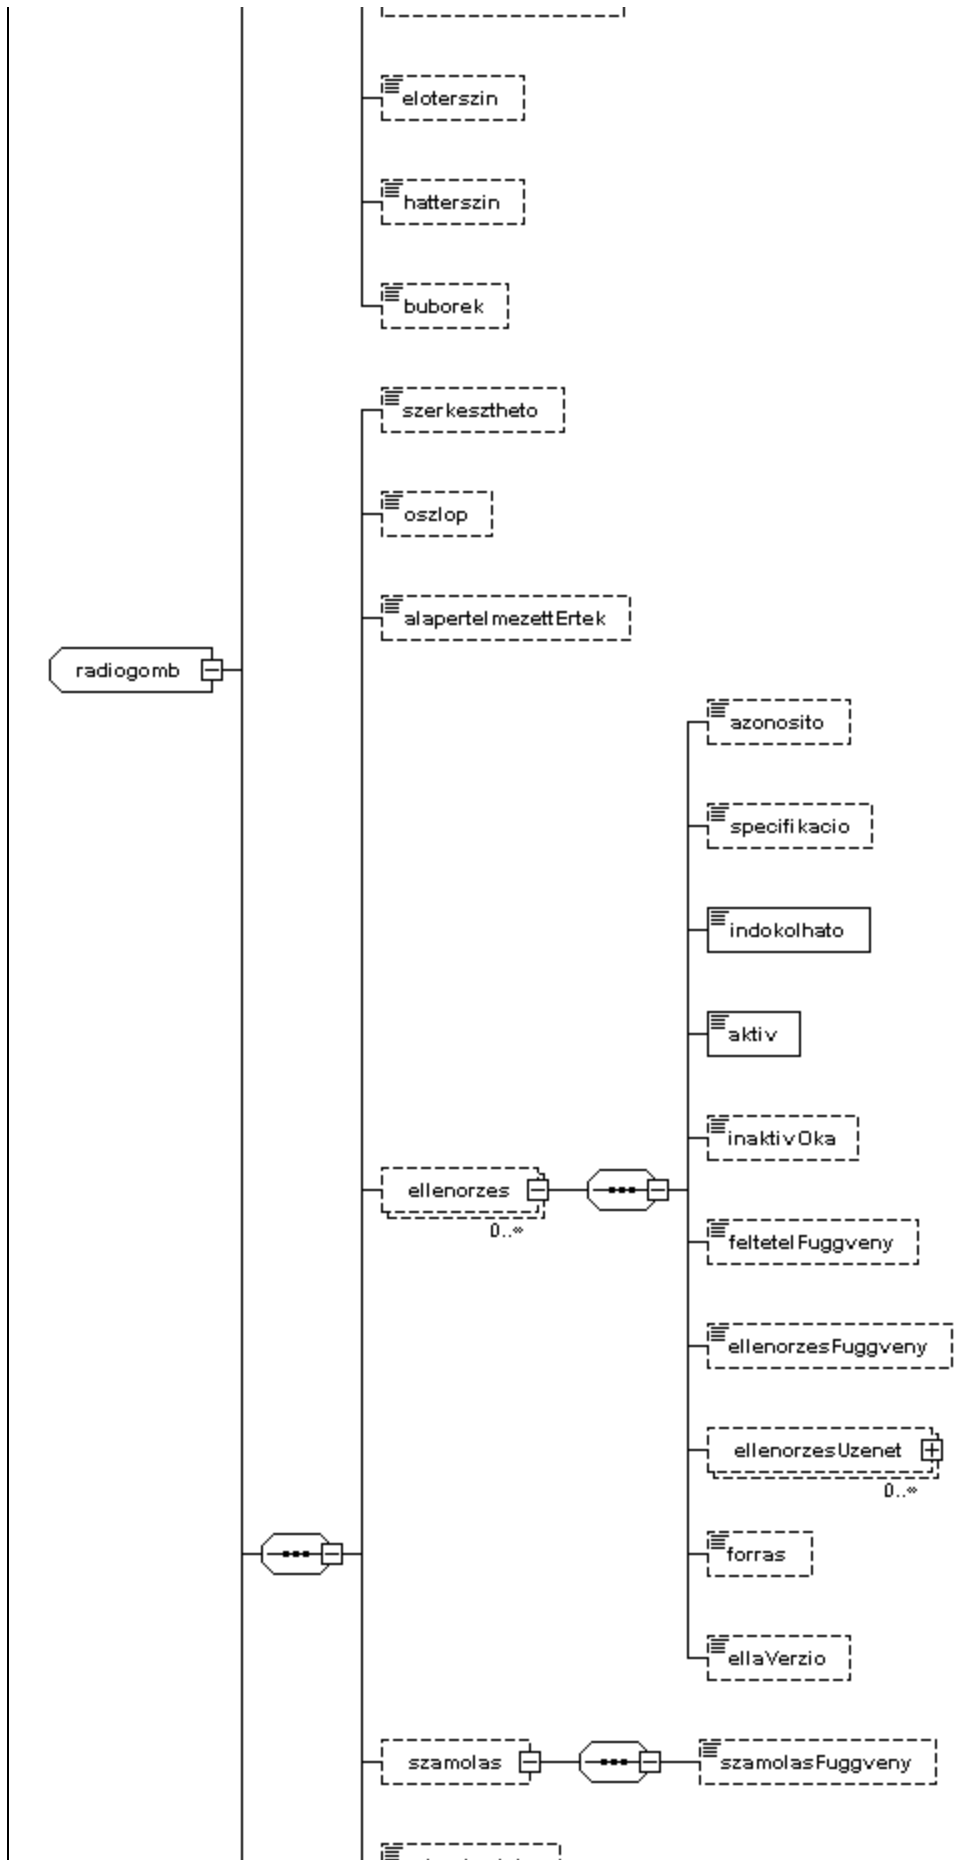 eloterszin
hatterszin
buborek
szerkesztheto
oszlop
alapertelmezettErtek
radiogomb
azonosito
specifikacio
indokolhato
aktiv
inaktivOka
ellenorzes
0..∞
feltetelFuggveny
ellenorzesFuggveny
ellenorzesUzenet
0..∞
forras
ellaVerzio
szamolas
szamolasFuggveny